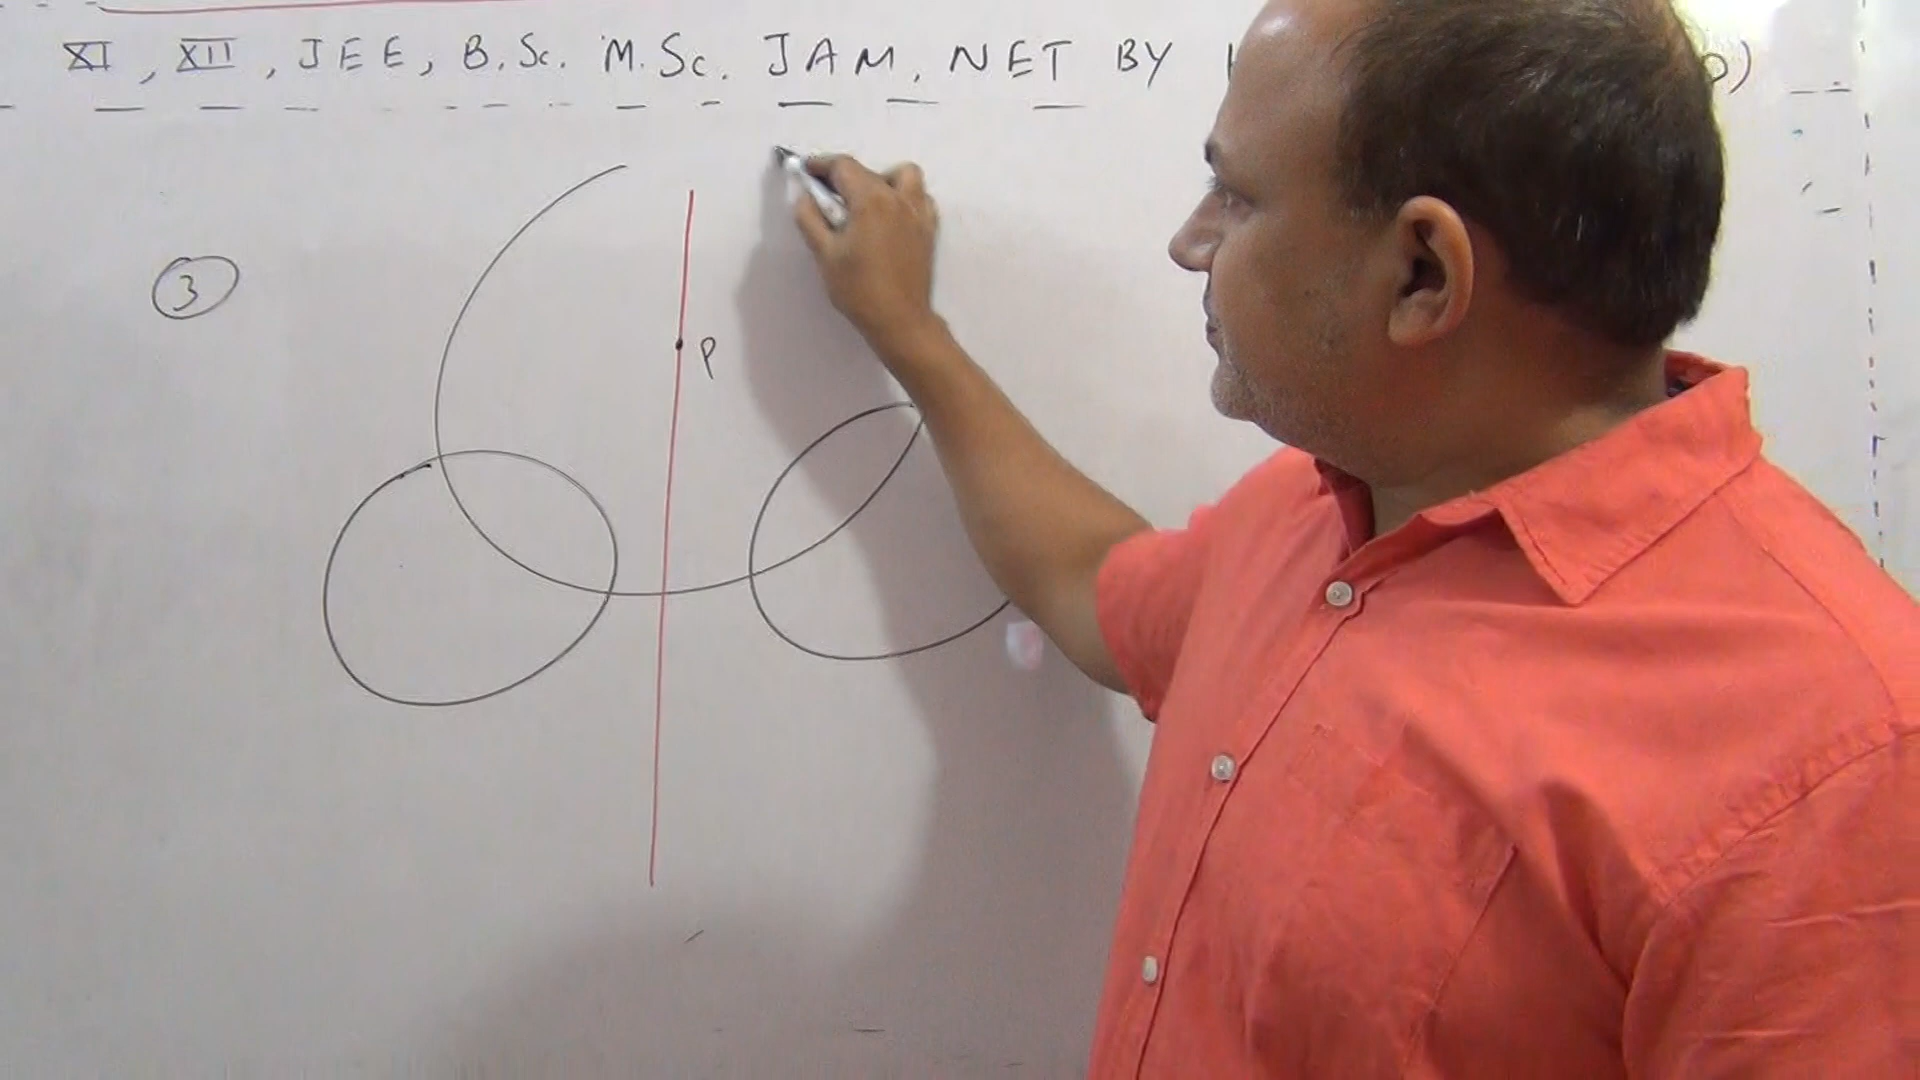 XI, XII, JEE, B.Sc. M.Sc. JAM, NET BY
3
P